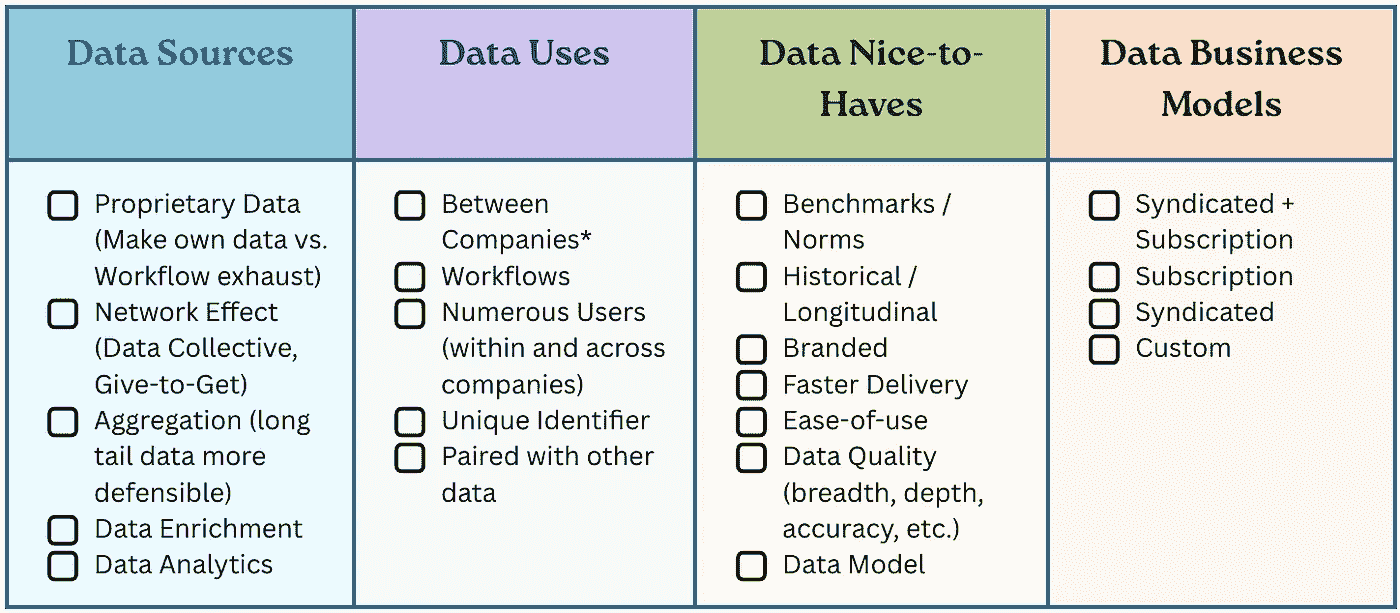 Data Sources
Proprietary Data
(Make own data vs.
Workflow exhaust)
Network Effect
(Data Collective,
Give-to-Get)
Aggregation (long
tail data more
defensible)
Data Enrichment
Data Analytics
Data Uses
Between
Companies*
Workflows
Numerous Users
(within and across
companies)
Unique Identifier
Paired with other
data
Data Nice-to-
Haves
Benchmarks /
Norms
Historical /
Longitudinal
Branded
Faster Delivery
Ease-of-use
Data Quality
(breadth, depth,
accuracy, etc.)
Data Model
Data Business
Models
Syndicated +
Subscription
Subscription
Syndicated
Custom